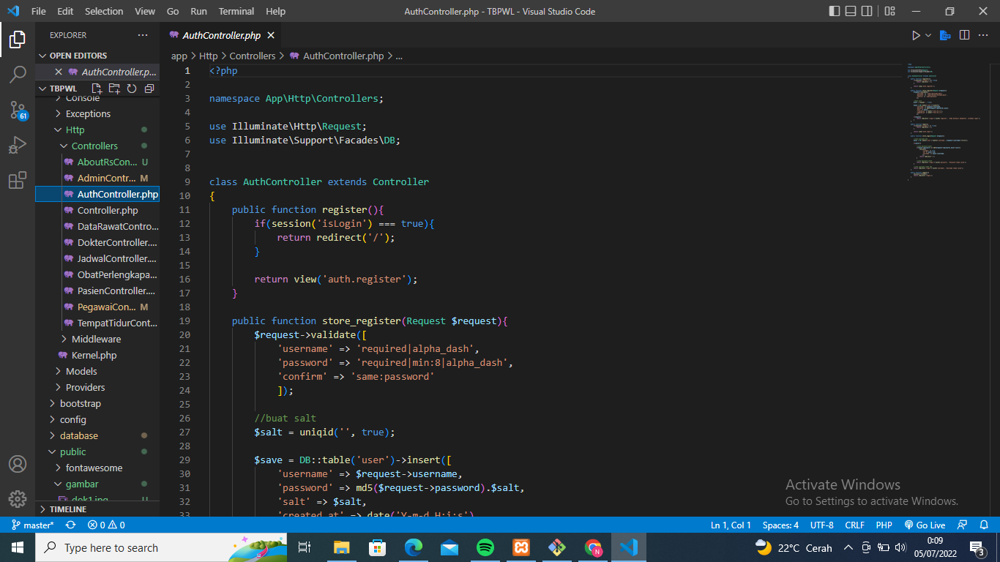 File Edit Selection View Go Run Terminal Help AuthController.php - TBPWL - Visual Studio Code
EXPLORER
OPEN EDITORS
AuthController.p...
TBPWL
Console
Exceptions
Http
Controllers
AboutRsCon... U
AdminContr... M
AuthController.php
Controller.php
DataRawatContro...
DokterController....
JadwalController....
ObatPerlengkapa...
PasienController....
PegawaiCon... M
TempatTidurCont...
Middleware
Kernel.php
Models
Providers
bootstrap
config
database
public
fontawesome
gambar
dok1.jpg U
TIMELINE
61
AuthController.php
app > Http > Controllers > AuthController.php > ...
1 <?php
2
3 namespace App\Http\Controllers;
4
5 use Illuminate\Http\Request;
6 use Illuminate\Support\Facades\DB;
7
8
9 class AuthController extends Controller
10 {
11 public function register(){
12 if(session('isLogin') === true){
13 return redirect('/');
14 }
15
16 return view('auth.register');
17 }
18
19 public function store_register(Request $request){
20 $request->validate([
21 'username' => 'required|alpha_dash',
22 'password' => 'required|min:8|alpha_dash',
23 'confirm' => 'same:password'
24 ]);
25
26 //buat salt
27 $salt = uniqid('', true);
28
29 $save = DB::table('user')->insert([
30 'username' => $request->username,
31 'password' => md5($request->password).$salt,
32 'salt' => $salt,
33 'created_at' => date('Y-m-d H:i:s')
Activate Windows
Go to Settings to activate Windows.
master* 0 0 Ln 1, Col 1 Spaces: 4 UTF-8 CRLF PHP Go Live
Type here to search
N
22°C Cerah
0:09
05/07/2022
3